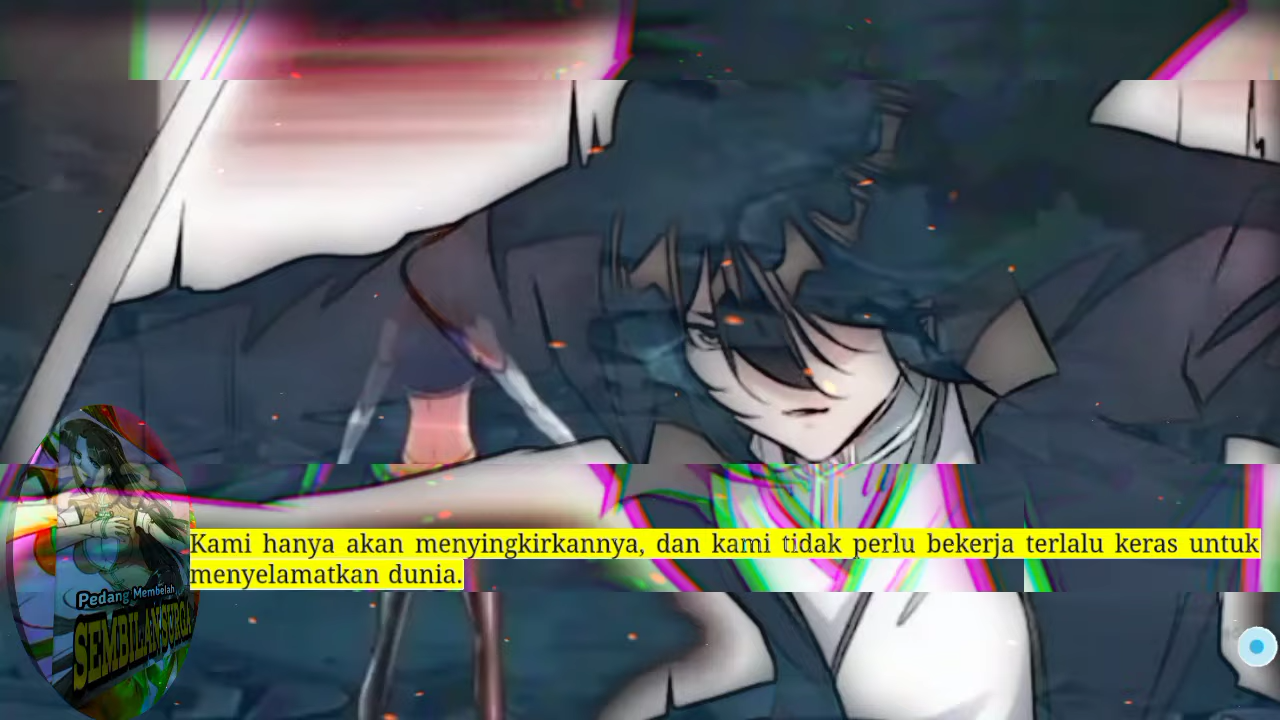 Kami hanya akan menyingkirkannya, dan kami tidak perlu bekerja terlalu keras untuk
menyelamatkan dunia.
Pedang Membelah
SEMBILAN SURGA